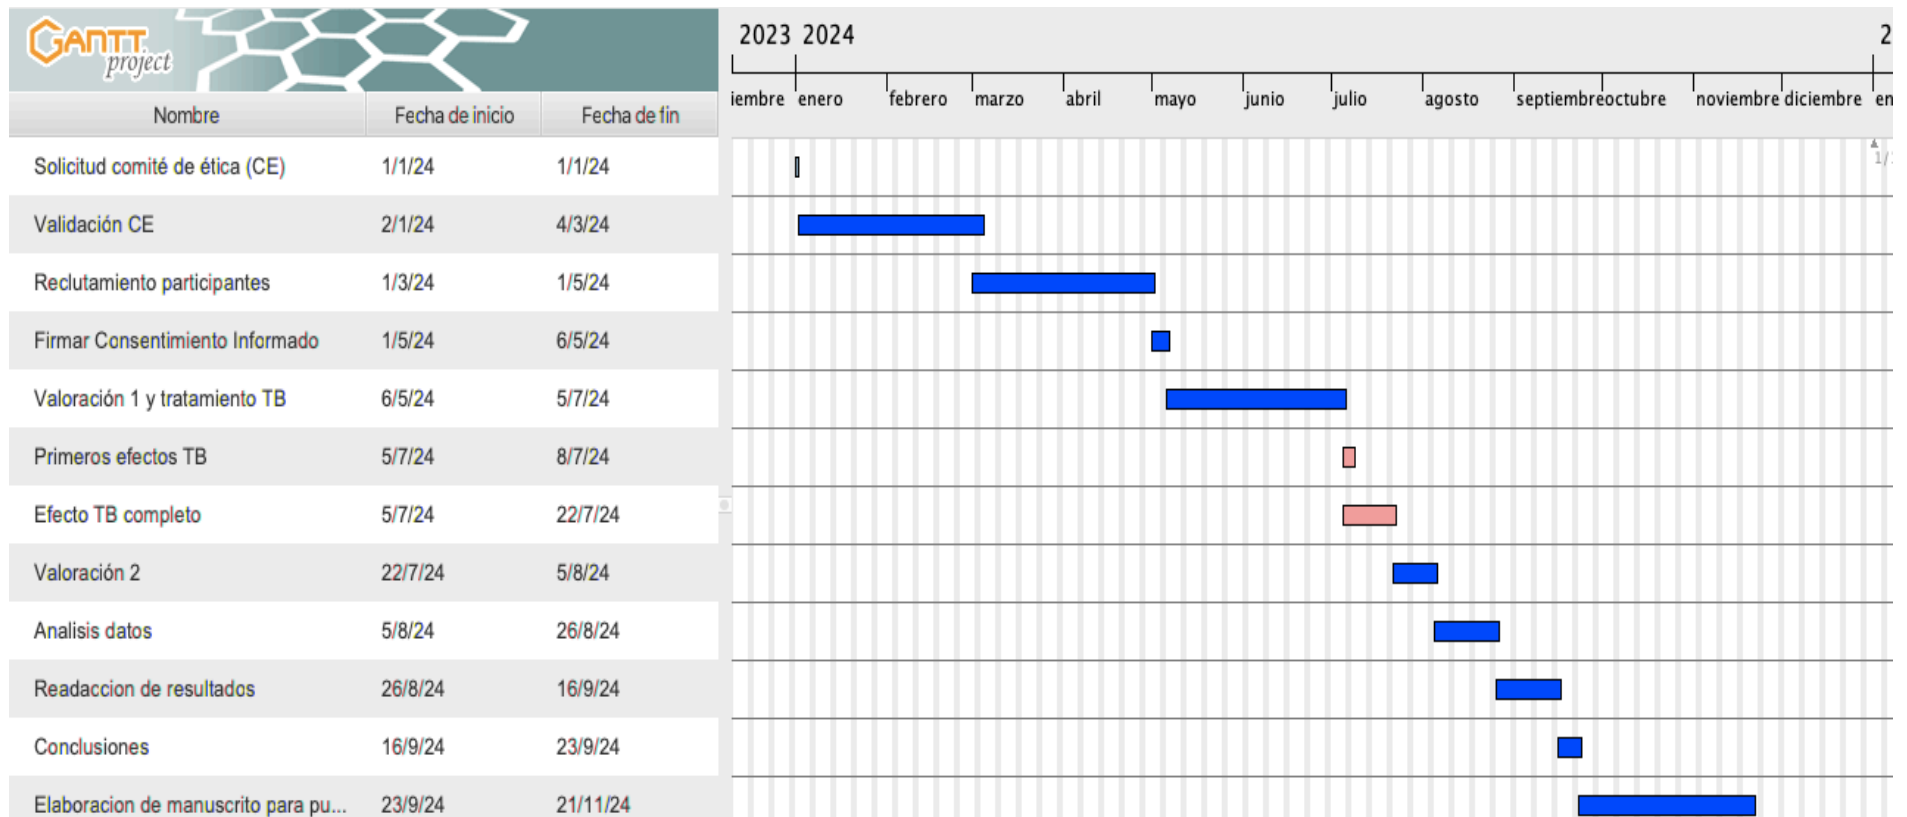 GANTT
project
2023 2024 2
iembre enero febrero marzo abril mayo junio julio agosto septiembre octubre noviembre diciembre en
Nombre Fecha de inicio Fecha de fin
1/
Solicitud comité de ética (CE) 1/1/24 1/1/24
Validación CE 2/1/24 4/3/24
Reclutamiento participantes 1/3/24 1/5/24
Firmar Consentimiento Informado 1/5/24 6/5/24
Valoración 1 y tratamiento TB 6/5/24 5/7/24
Primeros efectos TB 5/7/24 8/7/24
Efecto TB completo 5/7/24 22/7/24
Valoración 2 22/7/24 5/8/24
Analisis datos 5/8/24 26/8/24
Readaccion de resultados 26/8/24 16/9/24
Conclusiones 16/9/24 23/9/24
Elaboracion de manuscrito para pu... 23/9/24 21/11/24